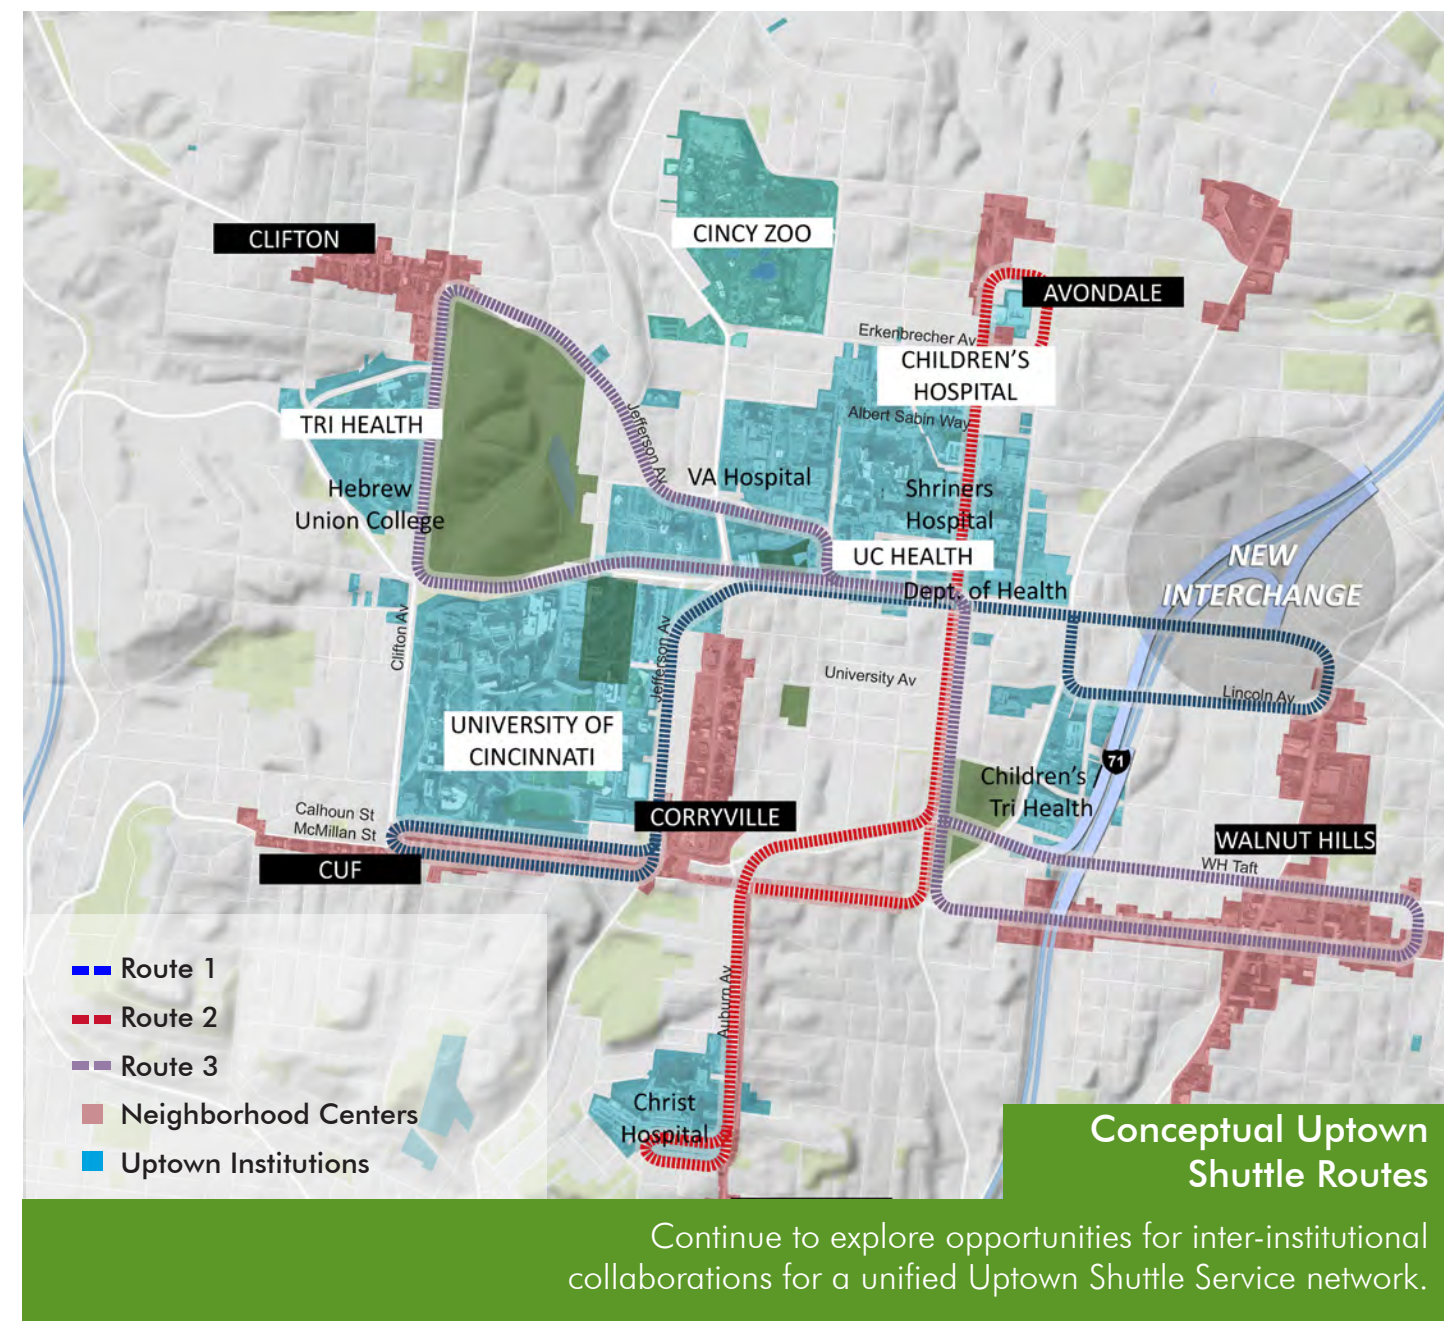 CINCY ZOO
CLIFTON
AVONDALE
Erkenbrecher Av
CHILDREN'S
HOSPITAL
Albert Sabin Way
TRI HEALTH
Jefferson Av
VA Hospital
Hebrew
Union College
Shriners
Hospital
UC HEALTH
NEW
INTERCHANGE
Dept. of Health
Clifton Av
Jefferson Av
University Av
Lincoln Av
UNIVERSITY OF
CINCINNATI
71
Children's /
Tri Health
Calhoun St
McMillan St
CORRYVILLE
WALNUT HILLS
WH Taft
CUF
Auburn Av
Christ
Hospital
Route 1
Route 2
Route 3
Neighborhood Centers
Uptown Institutions
Conceptual Uptown
Shuttle Routes
Continue to explore opportunities for inter-institutional
collaborations for a unified Uptown Shuttle Service network.